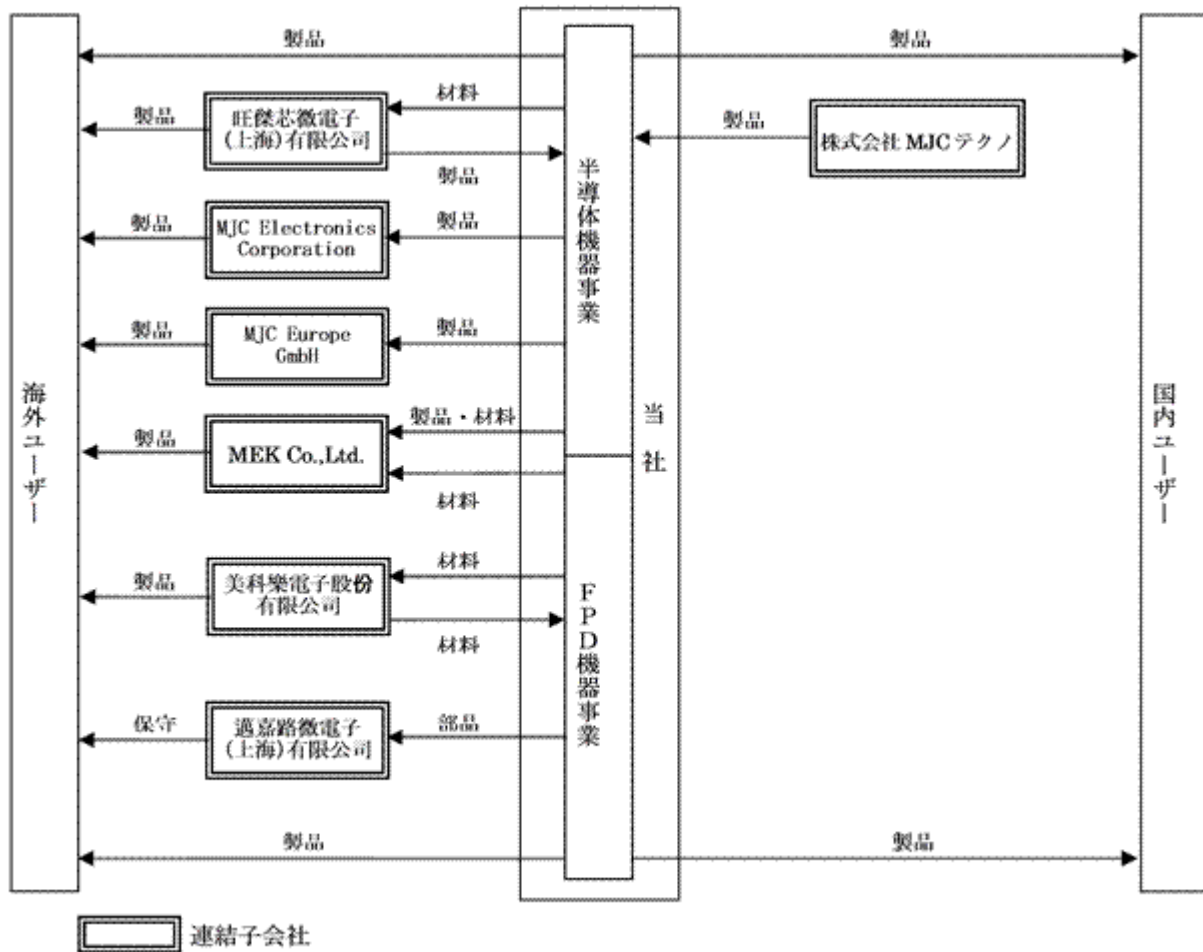 製品
製品
材料
旺傑芯微電子
(上海)有限公司
製品
製品
製品
株式会社 MJC テクノ
製品
MJC Electronics
Corporation
製品
半導体機器事業
製品
MJC Europe
GmbH
製品
海外ユーザー
当社
国内ユーザー
製品・材料
製品
MEK Co.,Ltd.
材料
材料
製品
美科樂電子股份
有限公司
材料
FPD機器事業
保守
邁嘉路微電子
(上海)有限公司
部品
製品
製品
連結子会社